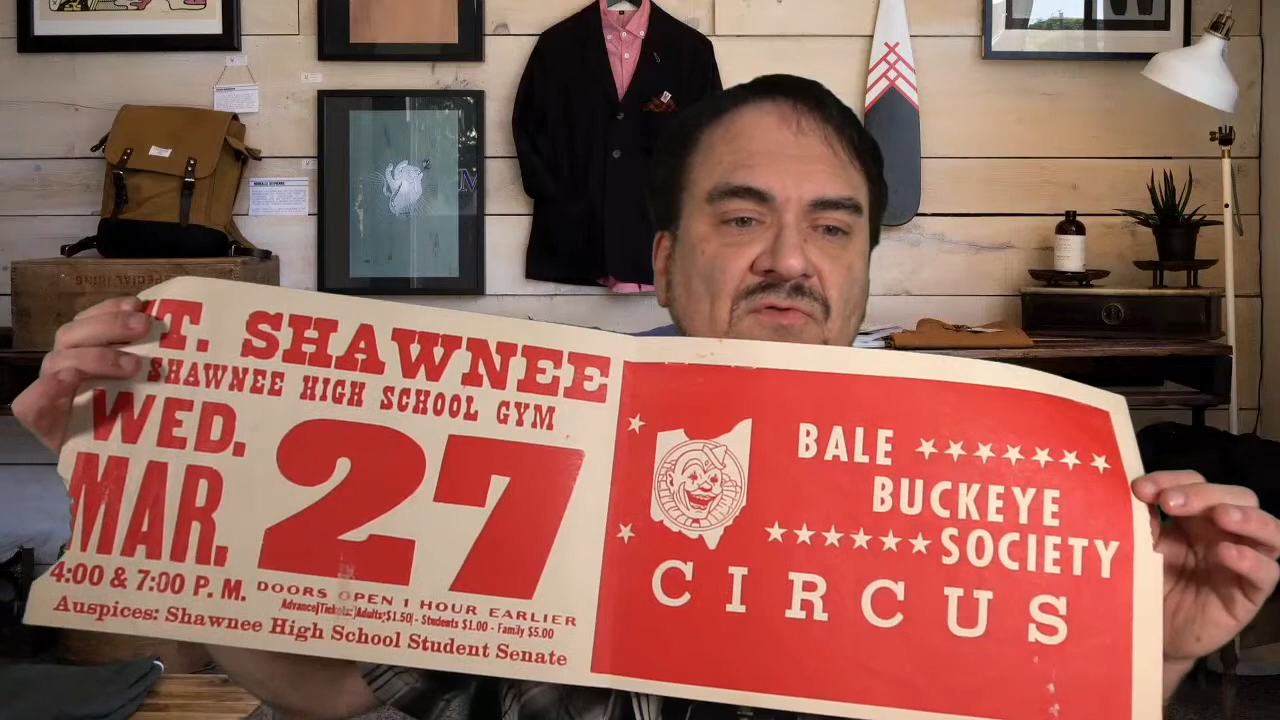 T. SHAWNEE
SHAWNEE HIGH SCHOOL GYM
WED.
MAR. 27
4:00 & 7:00 P. M. DOORS OPEN 1 HOUR EARLIER
Advance Tickets: Adults $1.50 - Students $1.00 - Family $5.00
Auspices: Shawnee High School Student Senate
BALE
BUCKEYE
SOCIETY
CIRCUS